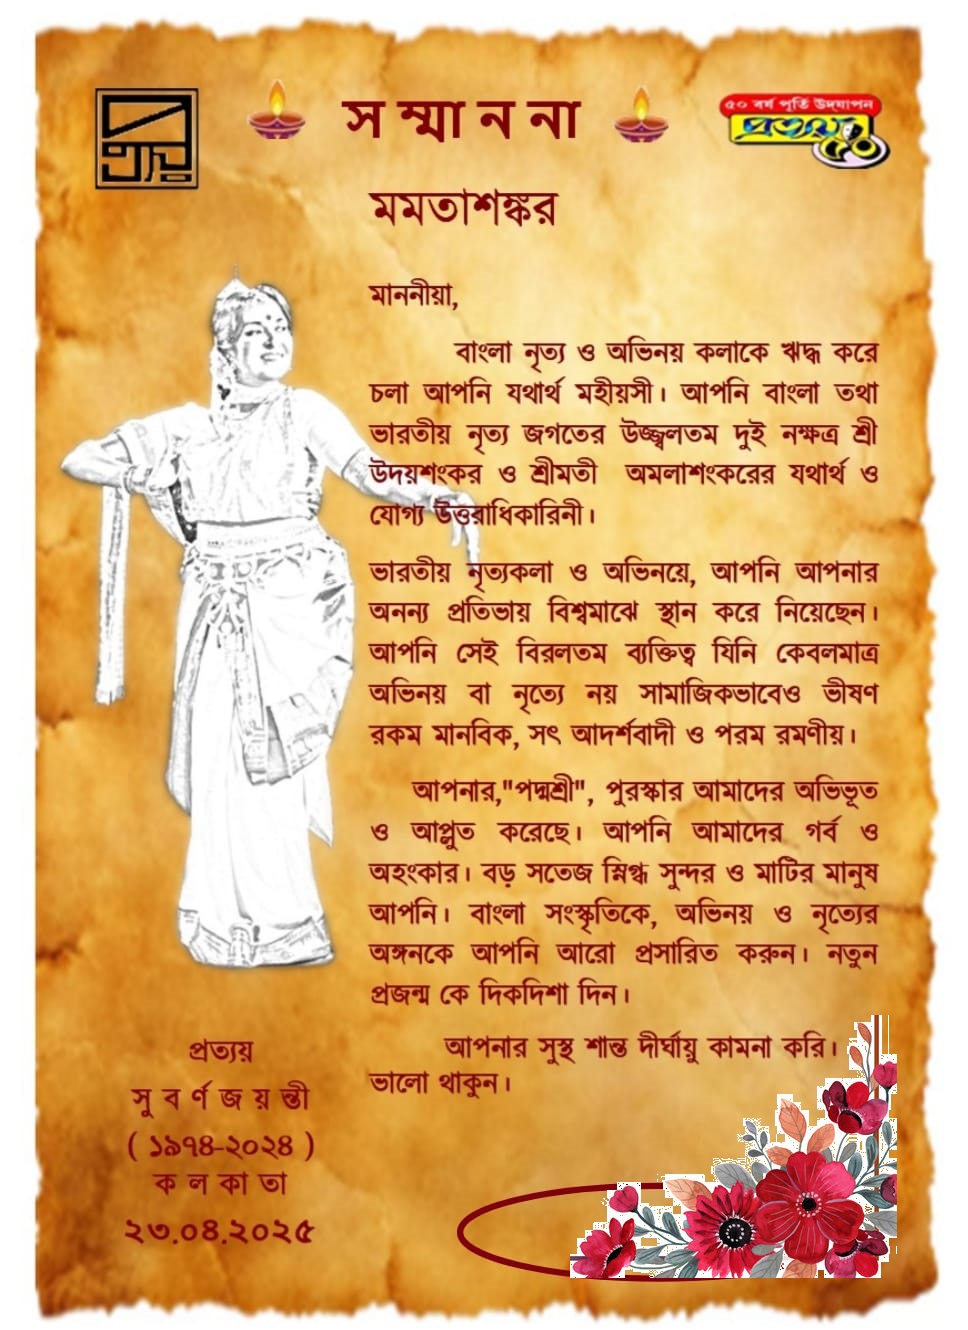 সম্মাননা
৫০ বর্ষ পূর্তি উদযাপন
প্রত্যয় ৫০
মমতাশঙ্কর
মাননীয়া,
বাংলা নৃত্য ও অভিনয় কলাকে ঋদ্ধ করে
চলা আপনি যথার্থ মহীয়সী। আপনি বাংলা তথা
ভারতীয় নৃত্য জগতের উজ্জ্বলতম দুই নক্ষত্র শ্রী
উদয়শংকর ও শ্রীমতী অমলাশংকরের যথার্থ ও
যোগ্য উত্তরাধিকারিনী।
ভারতীয় নৃত্যকলা ও অভিনয়ে, আপনি আপনার
অনন্য প্রতিভায় বিশ্বমাঝে স্থান করে নিয়েছেন।
আপনি সেই বিরলতম ব্যক্তিত্ব যিনি কেবলমাত্র
অভিনয় বা নৃত্যে নয় সামাজিকভাবেও ভীষণ
রকম মানবিক, সৎ আদর্শবাদী ও পরম রমণীয়।
আপনার,"পদ্মশ্রী", পুরস্কার আমাদের অভিভূত
ও আপ্লুত করেছে। আপনি আমাদের গর্ব ও
অহংকার। বড় সতেজ স্নিগ্ধ সুন্দর ও মাটির মানুষ
আপনি। বাংলা সংস্কৃতিকে, অভিনয় ও নৃত্যের
অঙ্গনকে আপনি আরো প্রসারিত করুন। নতুন
প্রজন্ম কে দিকদিশা দিন।
আপনার সুস্থ শান্ত দীর্ঘায়ু কামনা করি।
ভালো থাকুন।
প্রত্যয়
সুবর্ণজয়ন্তী
(১৯৭৪-২০২৪)
কলকাতা
২৩.০৪.২০২৫